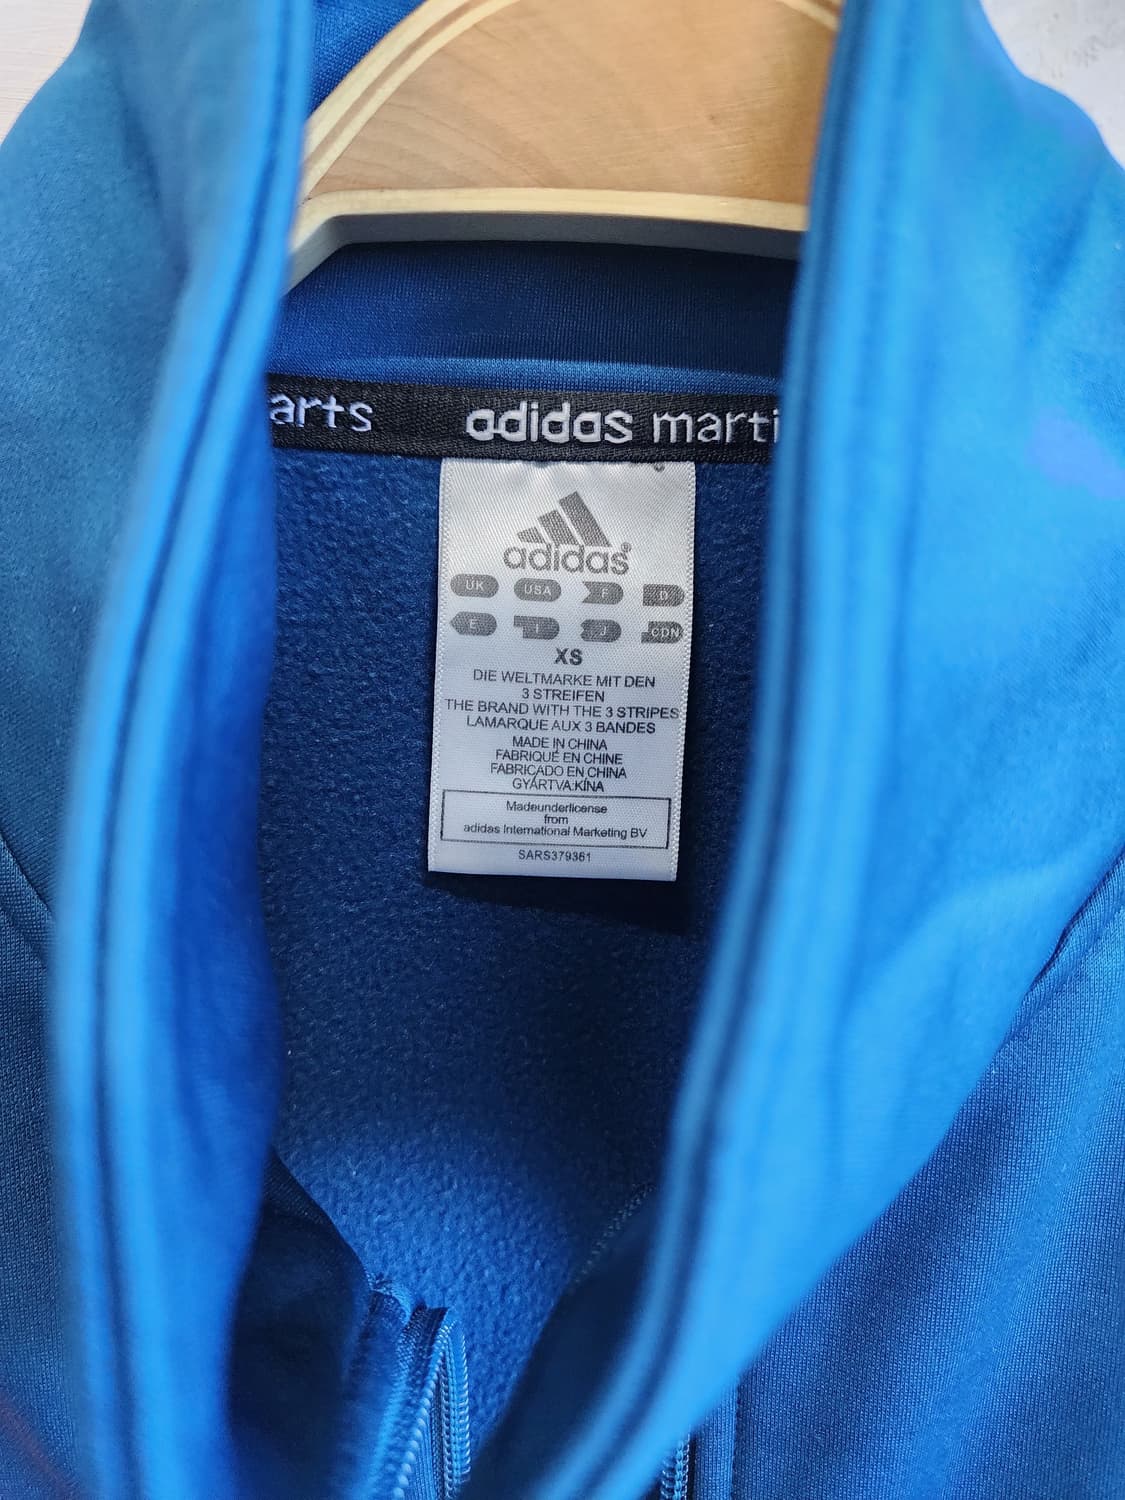 arts adidas marti
adidas®
UK USA F D
E I J CDN
XS
DIE WELTMARKE MIT DEN
3 STREIFEN
THE BRAND WITH THE 3 STRIPES
LAMARQUE AUX 3 BANDES
MADE IN CHINA
FABRIQUÉ EN CHINE
FABRICADO EN CHINA
GYÁRTVA:KÍNA
Madeunderlicense
from
adidas International Marketing BV
SARS379361